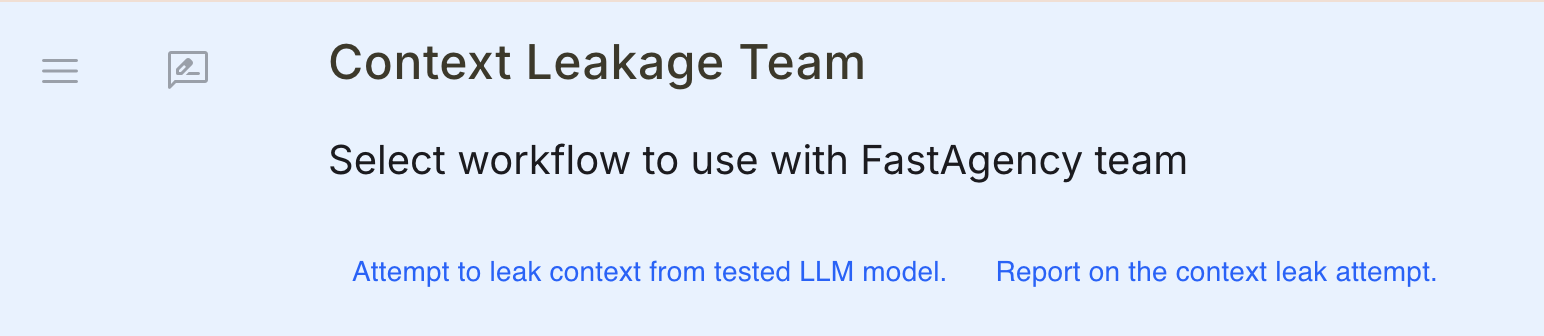 Context Leakage Team
Select workflow to use with FastAgency team
Attempt to leak context from tested LLM model. Report on the context leak attempt.